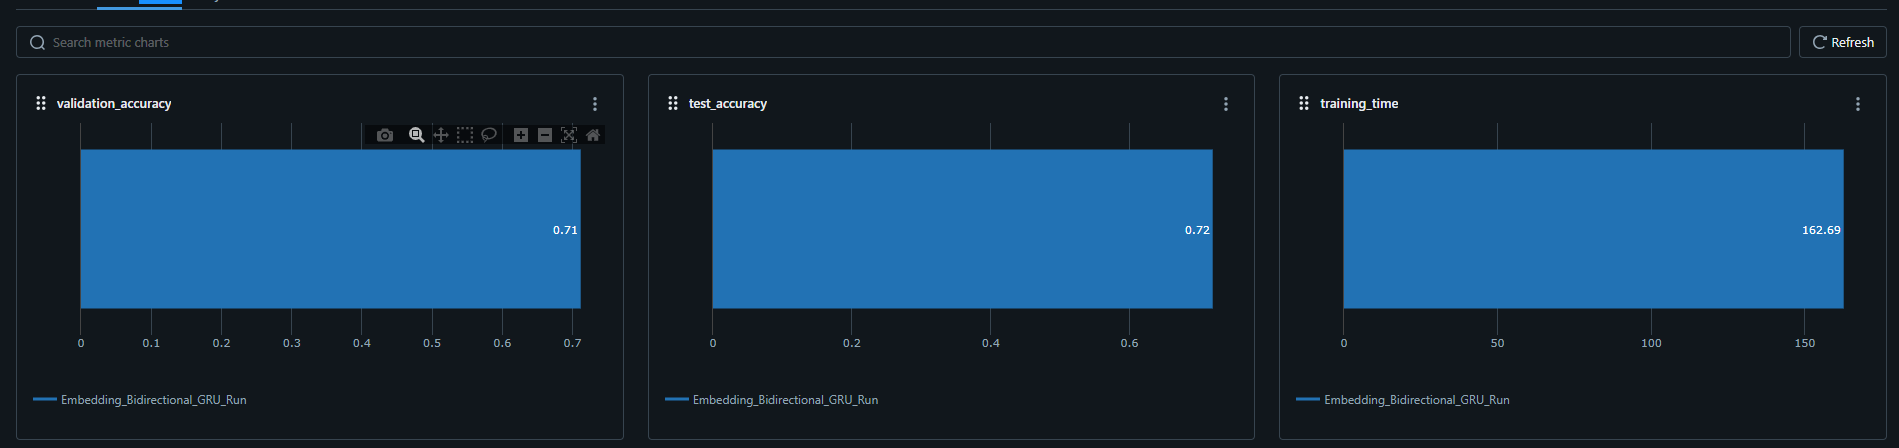 Search metric charts
Refresh
validation_accuracy
0.71
0 0.1 0.2 0.3 0.4 0.5 0.6 0.7
Embedding_Bidirectional_GRU_Run
test_accuracy
0.72
0 0.2 0.4 0.6
Embedding_Bidirectional_GRU_Run
training_time
162.69
0 50 100 150
Embedding_Bidirectional_GRU_Run